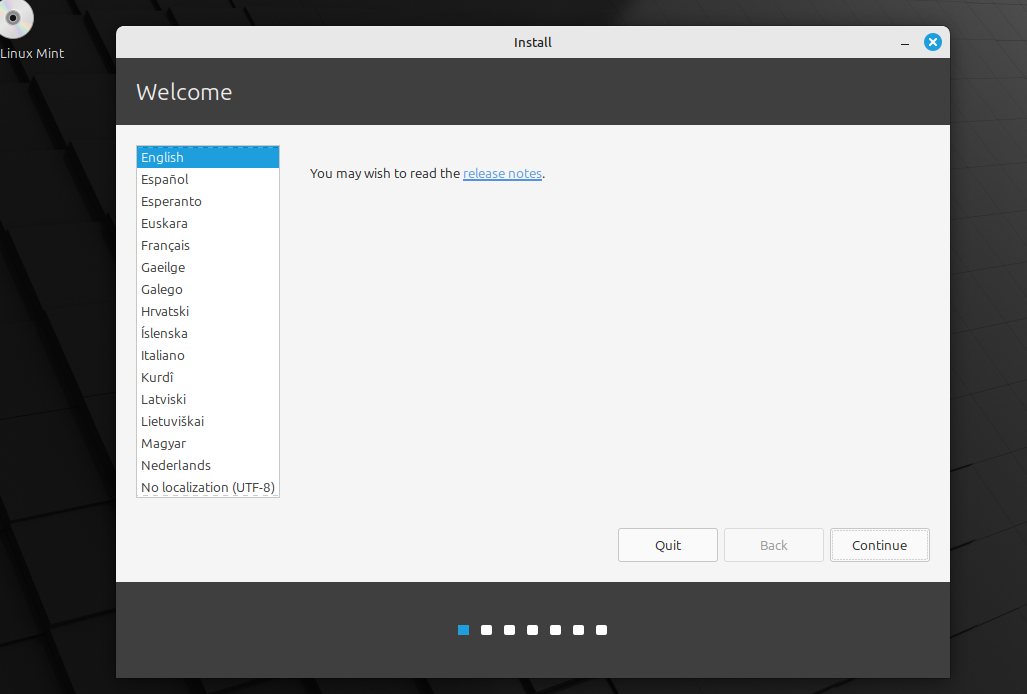 Linux Mint
Install
Welcome
English
Español
Esperanto
Euskara
Français
Gaeilge
Galego
Hrvatski
Íslenska
Italiano
Kurdî
Latviski
Lietuviškai
Magyar
Nederlands
No localization (UTF-8)
You may wish to read the release notes.
Quit
Back
Continue